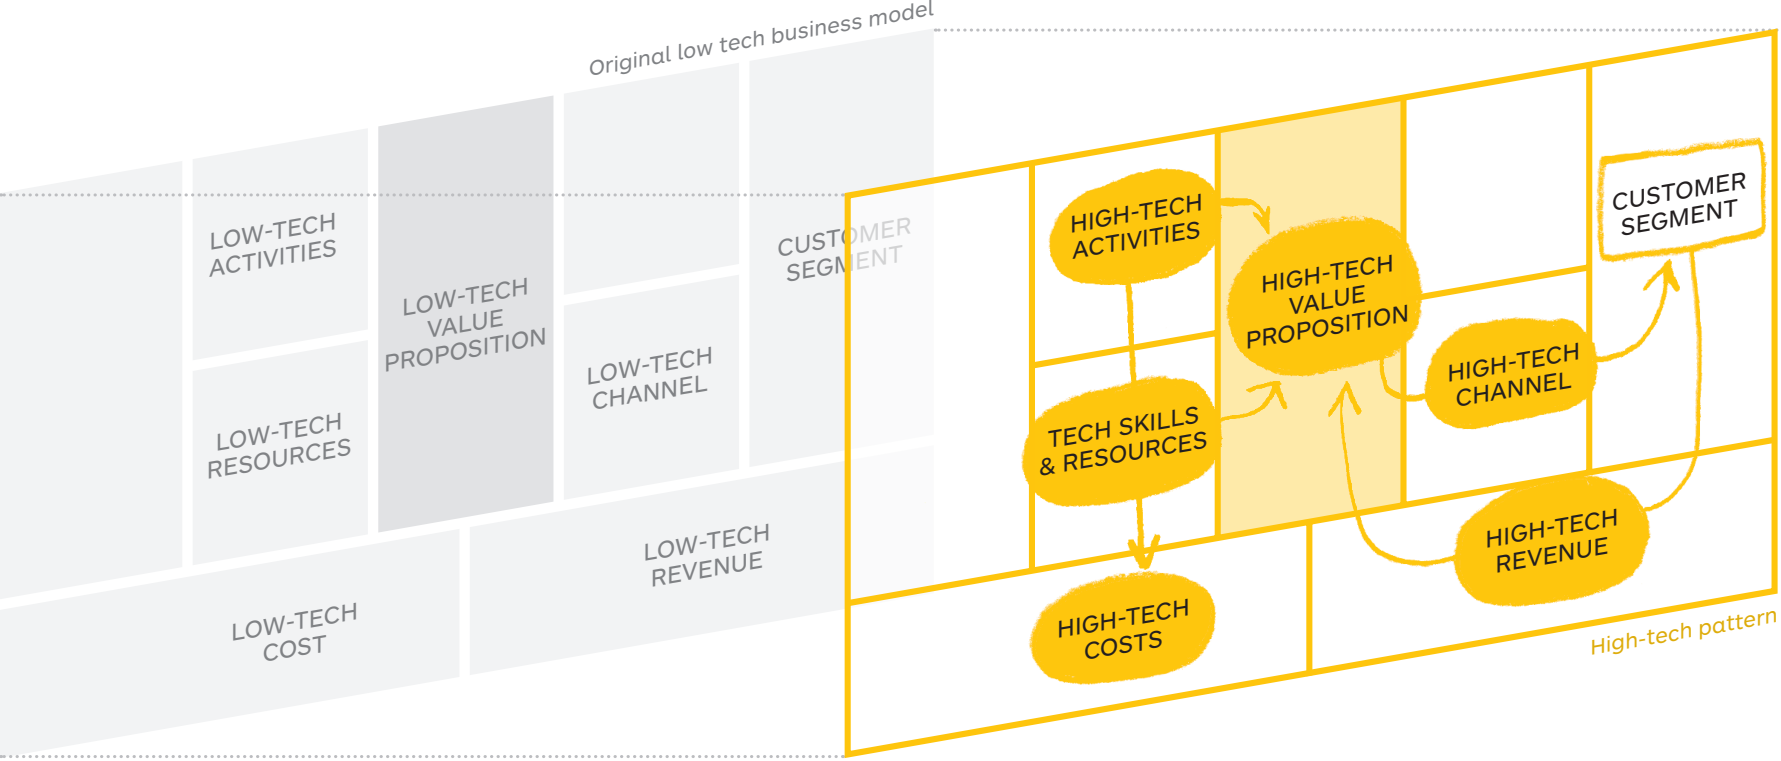 Original low tech business model
LOW-TECH
ACTIVITIES
LOW-TECH
RESOURCES
LOW-TECH
VALUE
PROPOSITION
LOW-TECH
CHANNEL
CUSTOMER
SEGMENT
LOW-TECH
COST
LOW-TECH
REVENUE
HIGH-TECH
ACTIVITIES
TECH SKILLS
& RESOURCES
HIGH-TECH
VALUE
PROPOSITION
HIGH-TECH
CHANNEL
CUSTOMER
SEGMENT
HIGH-TECH
COSTS
HIGH-TECH
REVENUE
High-tech pattern